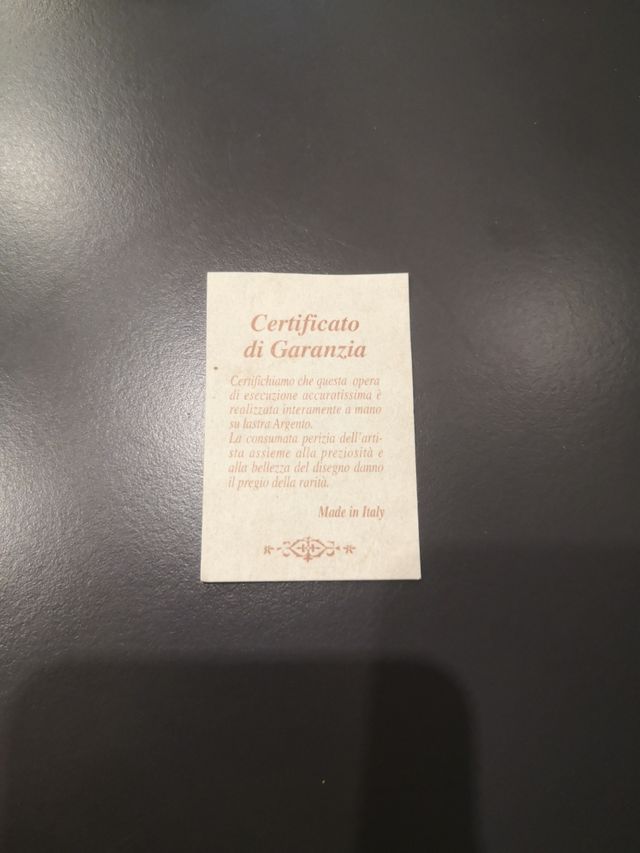 Certificato
di Garanzia
Certifichiamo che questa opera
di esecuzione accuratissima è
realizzata interamente a mano
su lastra Argento.
La consumata perizia dell'arti-
sta assieme alla preziosità e
alla bellezza del disegno danno
il pregio della rarità.
Made in Italy